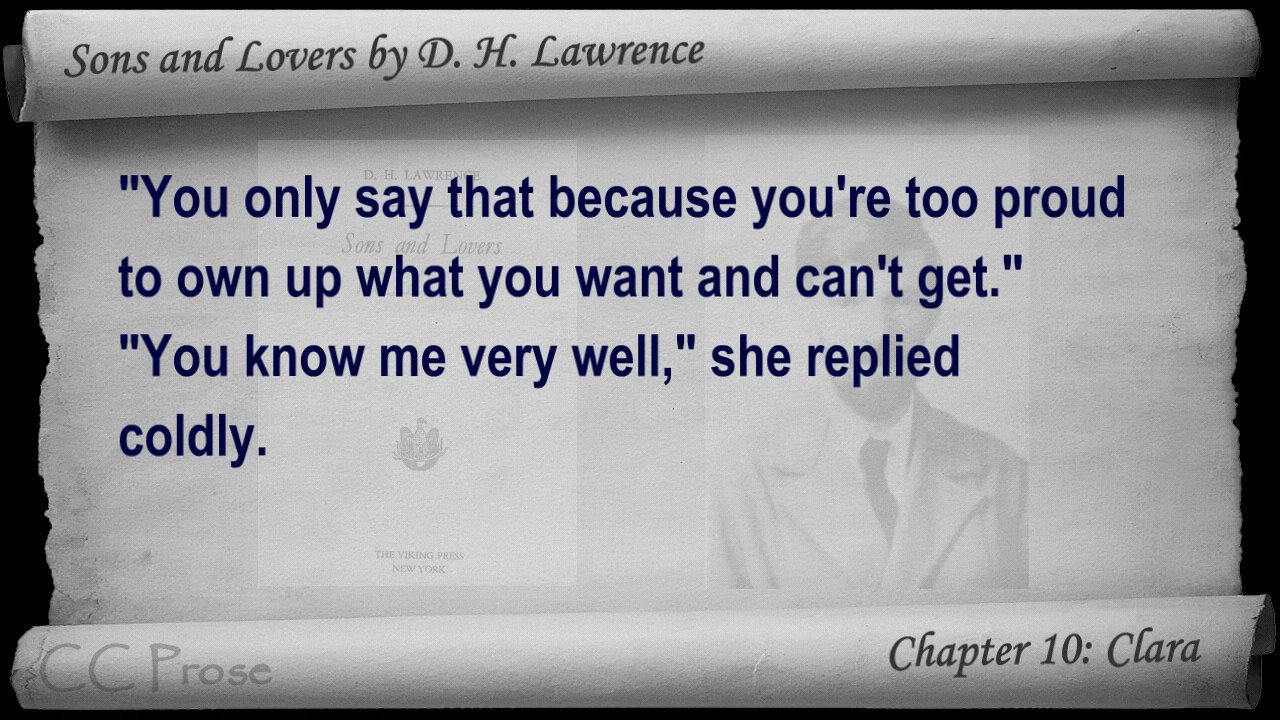 Sons and Lovers by D. H. Lawrence
D. H. LAWRENCE
"You only say that because you're too proud
Sons and Lovers
to own up what you want and can't get."
"You know me very well," she replied
coldly.
THE VIKING PRESS
NEW YORK
Chapter 10: Clara
CC Prose